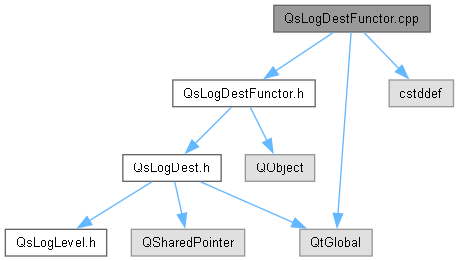 QsLogDestFunctor.cpp
QsLogDestFunctor.h
cstddef
QsLogDest.h
QObject
QsLogLevel.h
QSharedPointer
QtGlobal